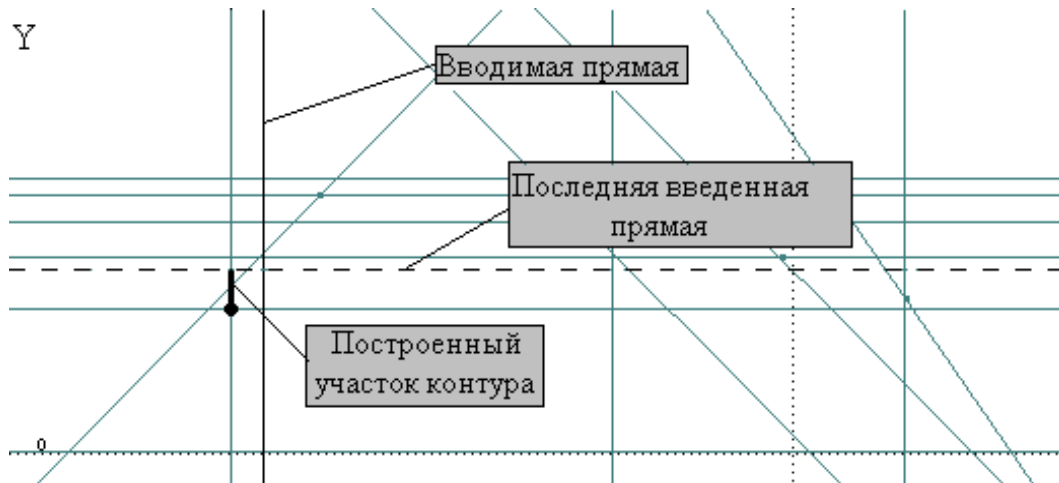 Y
Вводимая прямая
Последняя введенная
прямая
Построенный
участок контура
0